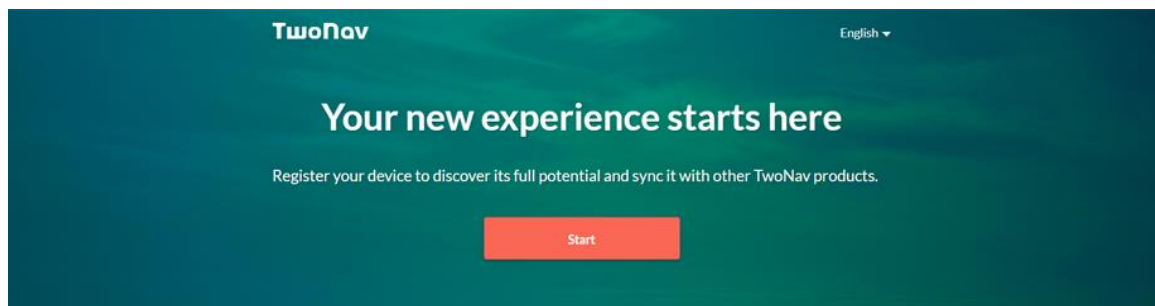 TwoNav
English
Your new experience starts here
Register your device to discover its full potential and sync it with other TwoNav products.
Start